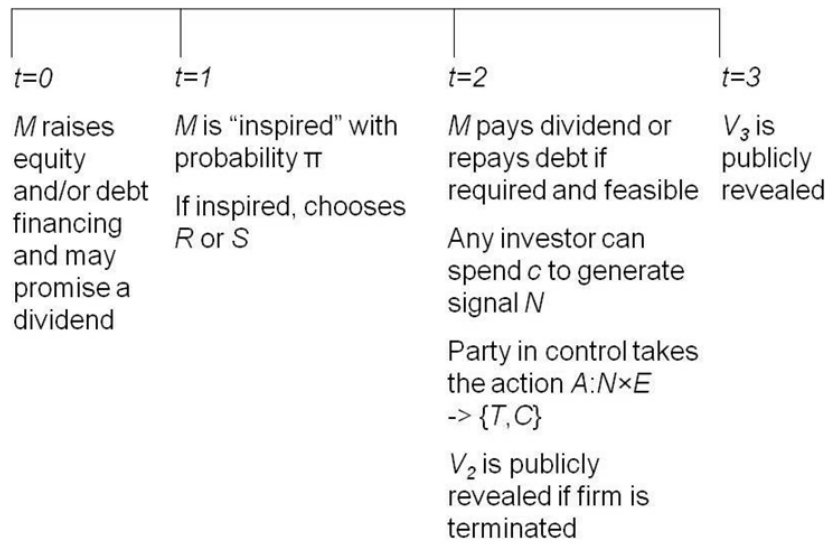 t=0
M raises
equity
and/or debt
financing
and may
promise a
dividend
t=1
M is “inspired” with
probability π
If inspired, chooses
R or S
t=2
M pays dividend or
repays debt if
required and feasible
Any investor can
spend c to generate
signal N
Party in control takes
the action A:N×E
-> {T,C}
V₂ is publicly
revealed if firm is
terminated
t=3
V₃ is
publicly
revealed